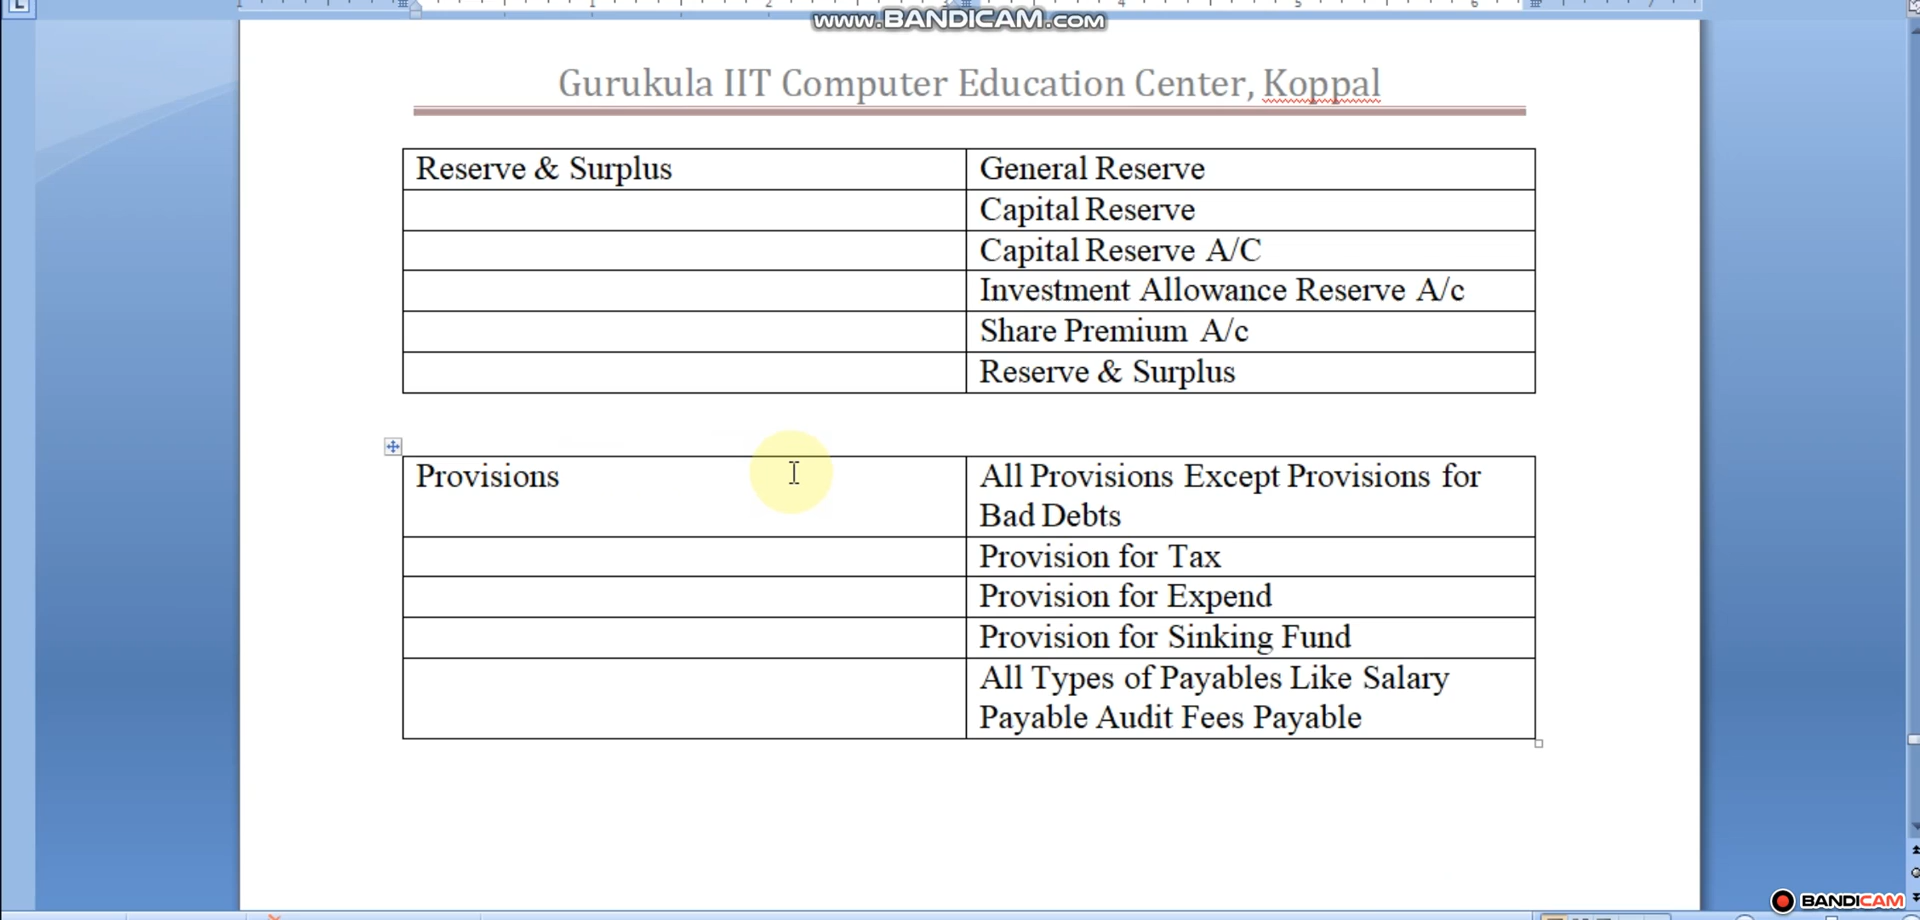 www.BANDICAM.com
Gurukula IIT Computer Education Center, Koppal
Reserve & Surplus General Reserve
Capital Reserve
Capital Reserve A/C
Investment Allowance Reserve A/c
Share Premium A/c
Reserve & Surplus
Provisions All Provisions Except Provisions for
Bad Debts
Provision for Tax
Provision for Expend
Provision for Sinking Fund
All Types of Payables Like Salary
Payable Audit Fees Payable
BANDICAM